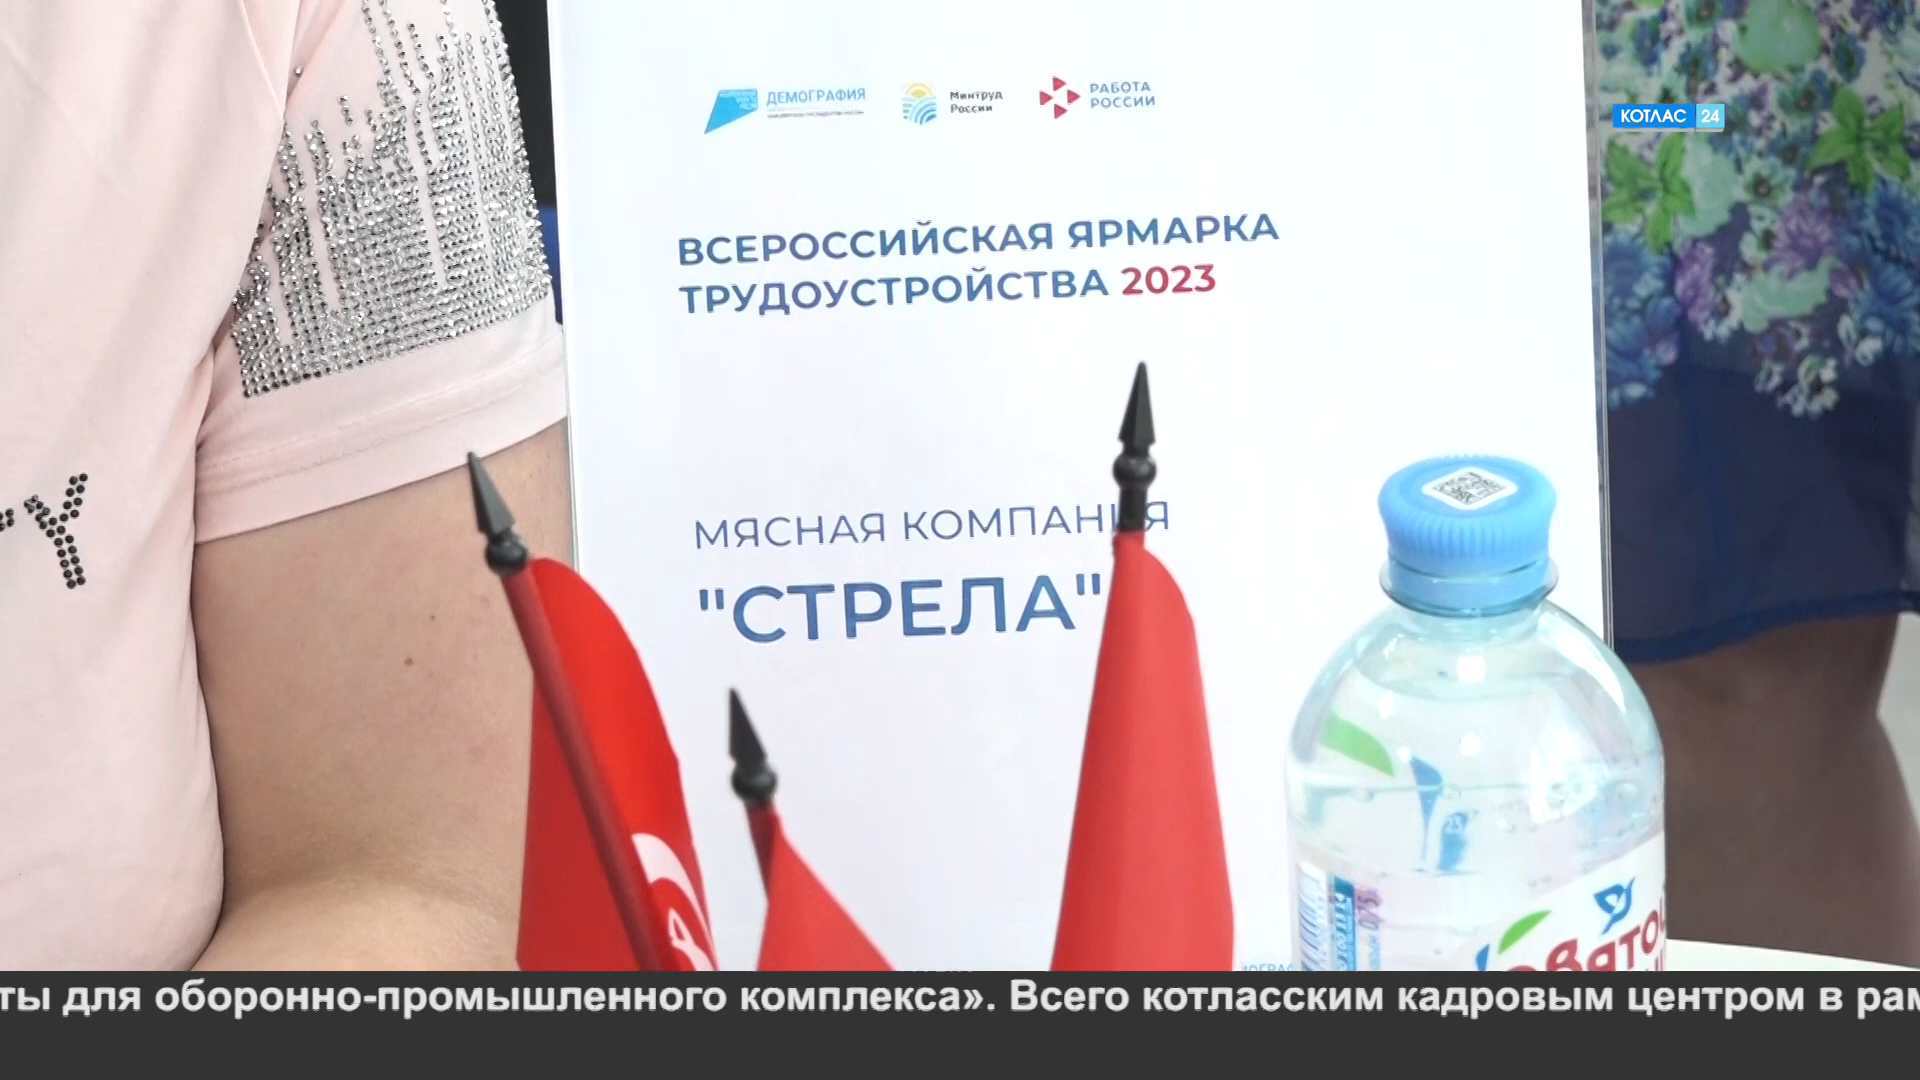 ДЕМОГРАФИЯ
Минтруд
России
РАБОТА
РОССИИ
КОТЛАС 24
ВСЕРОССИЙСКАЯ ЯРМАРКА
ТРУДОУСТРОЙСТВА 2023
МЯСНАЯ КОМПАНИЯ
"СТРЕЛА"
ты для оборонно-промышленного комплекса». Всего котласским кадровым центром в рам